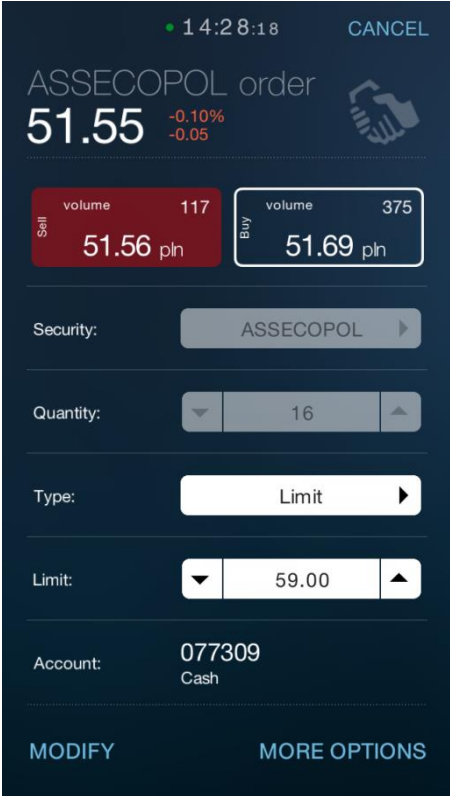 14:28:18 CANCEL
ASSECOPOL order
51.55 -0.10%
-0.05
Sell volume 117
51.56 pln
Buy volume 375
51.69 pln
Security: ASSECOPOL
Quantity: 16
Type: Limit
Limit: 59.00
Account: 077309
Cash
MODIFY MORE OPTIONS